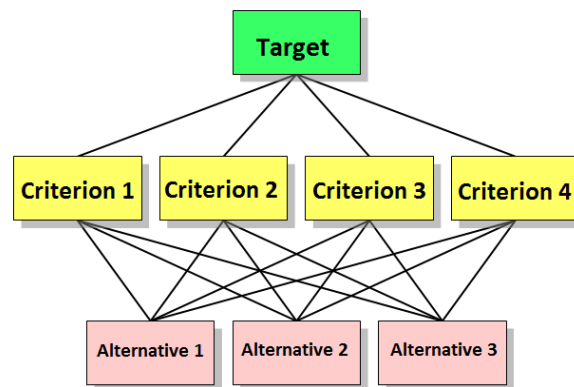 Target
Criterion 1
Criterion 2
Criterion 3
Criterion 4
Alternative 1
Alternative 2
Alternative 3